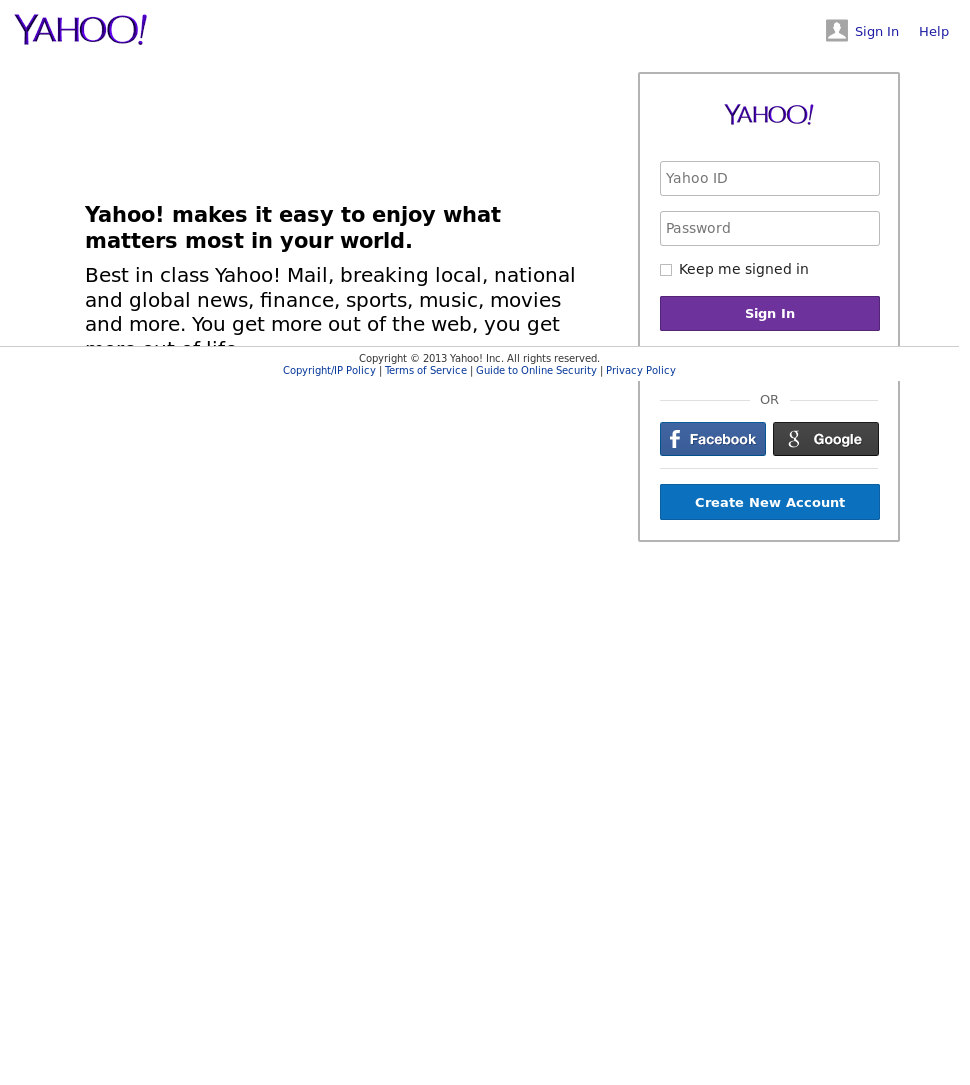 YAHOO!
Sign In
Help
YAHOO!
Yahoo ID
Password
Keep me signed in
Sign In
Yahoo! makes it easy to enjoy what
matters most in your world.
Best in class Yahoo! Mail, breaking local, national
and global news, finance, sports, music, movies
and more. You get more out of the web, you get
more out of life.
Copyright © 2013 Yahoo! Inc. All rights reserved.
Copyright/IP Policy | Terms of Service | Guide to Online Security | Privacy Policy
OR
Facebook
Google
Create New Account